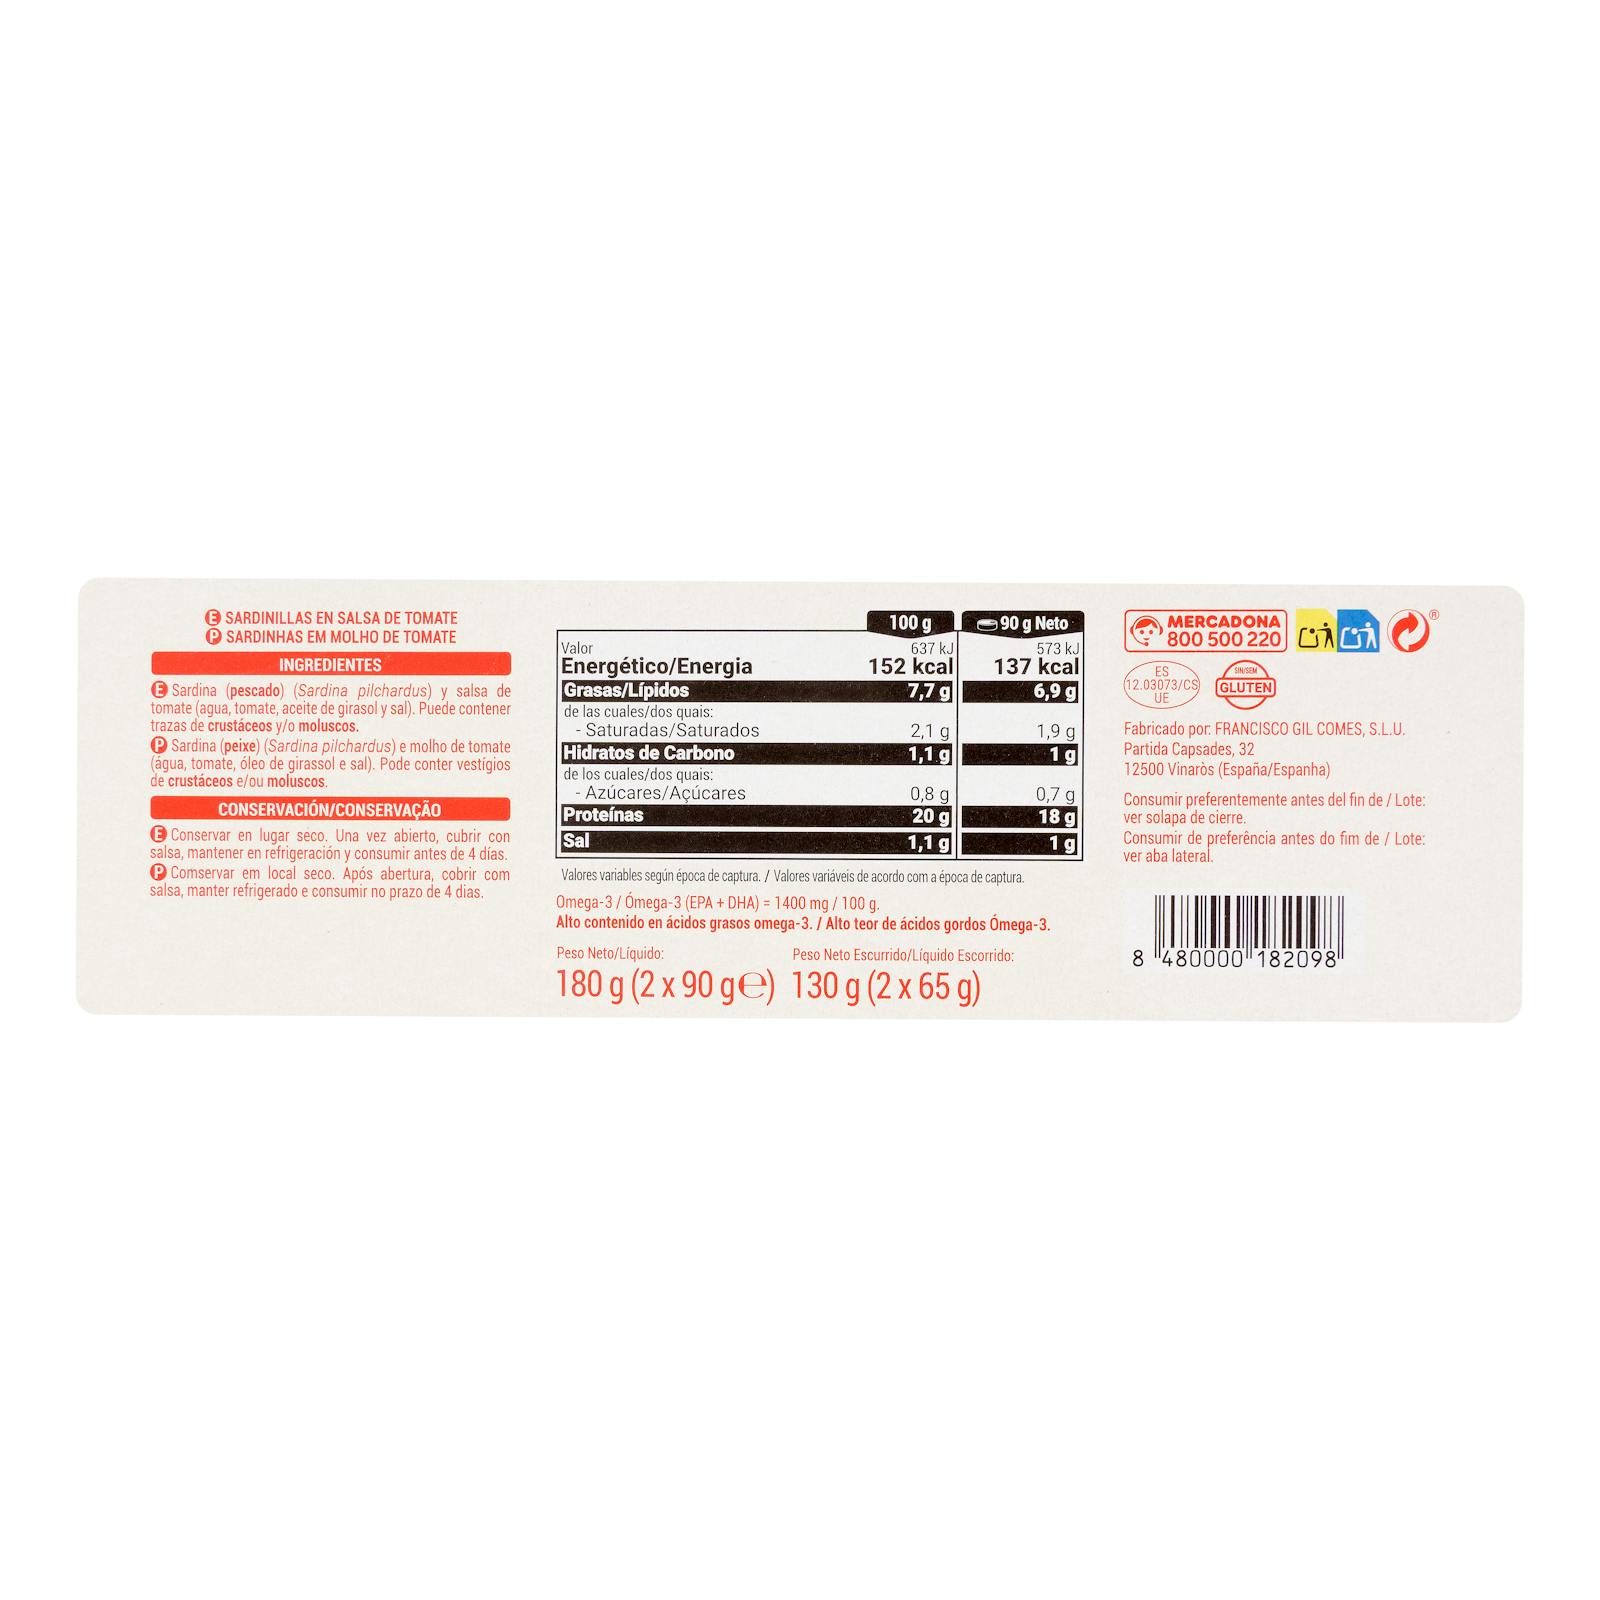 E SARDINILLAS EN SALSA DE TOMATE
P SARDINHAS EM MOLHO DE TOMATE
INGREDIENTES
E Sardina (pescado) (Sardina pilchardus) y salsa de
tomate (agua, tomate, aceite de girasol y sal). Puede contener
trazas de crustáceos y/o moluscos.
P Sardina (peixe) (Sardina pilchardus) e molho de tomate
(água, tomate, óleo de girassol e sal). Pode conter vestígios
de crustáceos e/ou moluscos.
CONSERVACIÓN/CONSERVAÇÃO
E Conservar en lugar seco. Una vez abierto, cubrir con
salsa, mantener en refrigeración y consumir antes de 4 días.
P Comservar em local seco. Após abertura, cobrir com
salsa, manter refrigerado e consumir no prazo de 4 dias.
100 g 90 g Neto
Valor 637 kJ 573 kJ
Energético/Energia 152 kcal 137 kcal
Grasas/Lípidos 7,7 g 6,9 g
de las cuales/dos quais:
- Saturadas/Saturados 2,1 g 1,9 g
Hidratos de Carbono 1,1 g 1 g
de los cuales/dos quais:
- Azúcares/Açúcares 0,8 g 0,7 g
Proteínas 20 g 18 g
Sal 1,1 g 1 g
Valores variables según época de captura. / Valores variáveis de acordo com a época de captura.
Omega-3 / Ómega-3 (EPA + DHA) = 1400 mg / 100 g.
Alto contenido en ácidos grasos omega-3. / Alto teor de ácidos gordos Ómega-3.
Peso Neto/Líquido: Peso Neto Escurrido/Líquido Escorrido:
180 g (2 x 90 g℮) 130 g (2 x 65 g)
MERCADONA
800 500 220
®
ES
12.03073/CS
UE
SIN/SEM
GLUTEN
Fabricado por: FRANCISCO GIL COMES, S.L.U.
Partida Capsades, 32
12500 Vinaròs (España/Espanha)
Consumir preferentemente antes del fin de / Lote:
ver solapa de cierre.
Consumir de preferência antes do fim de / Lote:
ver aba lateral.
8 480000 182098